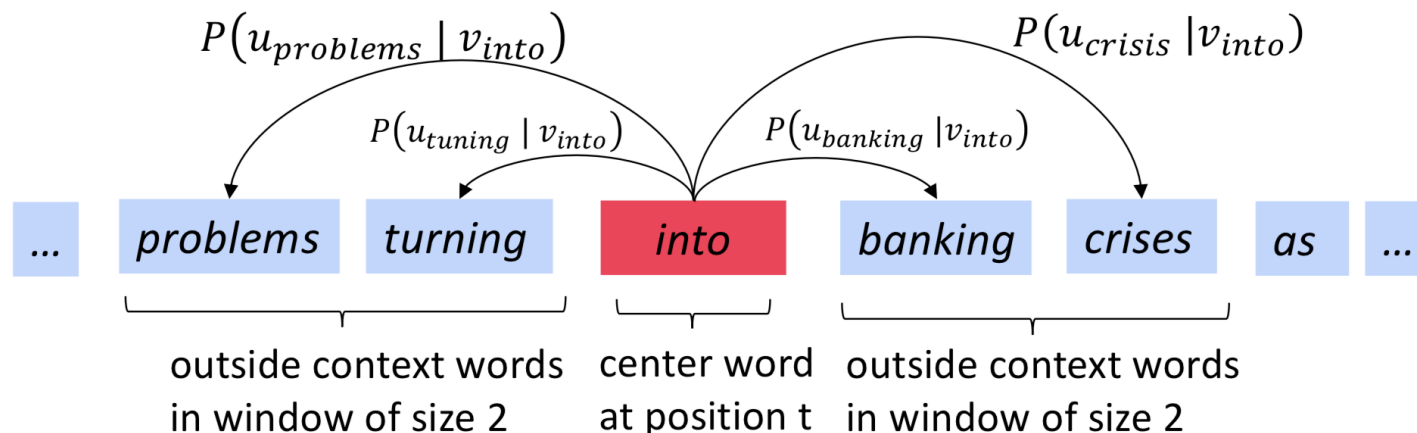 P(u_problems | v_into)
P(u_crisis |v_into)
P(u_tuning | v_into)
P(u_banking |v_into)
... problems turning into banking crises as ...
outside context words
in window of size 2
center word
at position t
outside context words
in window of size 2